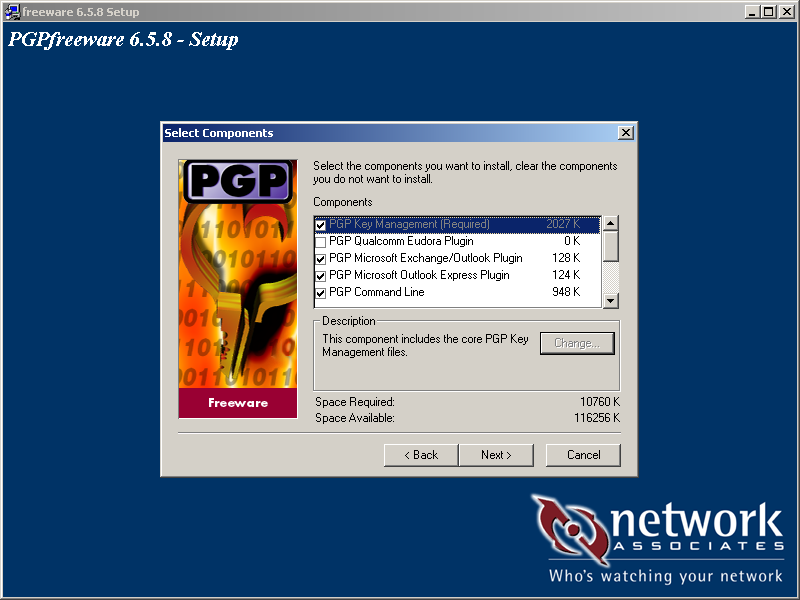 freeware 6.5.8 Setup
PGPfreeware 6.5.8 - Setup
Select Components
PGP
Freeware
Select the components you want to install, clear the components
you do not want to install.
Components
PGP Key Management (Required) 2027 K
PGP Qualcomm Eudora Plugin 0 K
PGP Microsoft Exchange/Outlook Plugin 128 K
PGP Microsoft Outlook Express Plugin 124 K
PGP Command Line 948 K
Description
This component includes the core PGP Key
Management files.
Change...
Space Required: 10760 K
Space Available: 116256 K
< Back
Next >
Cancel
network
ASSOCIATES
Who's watching your network